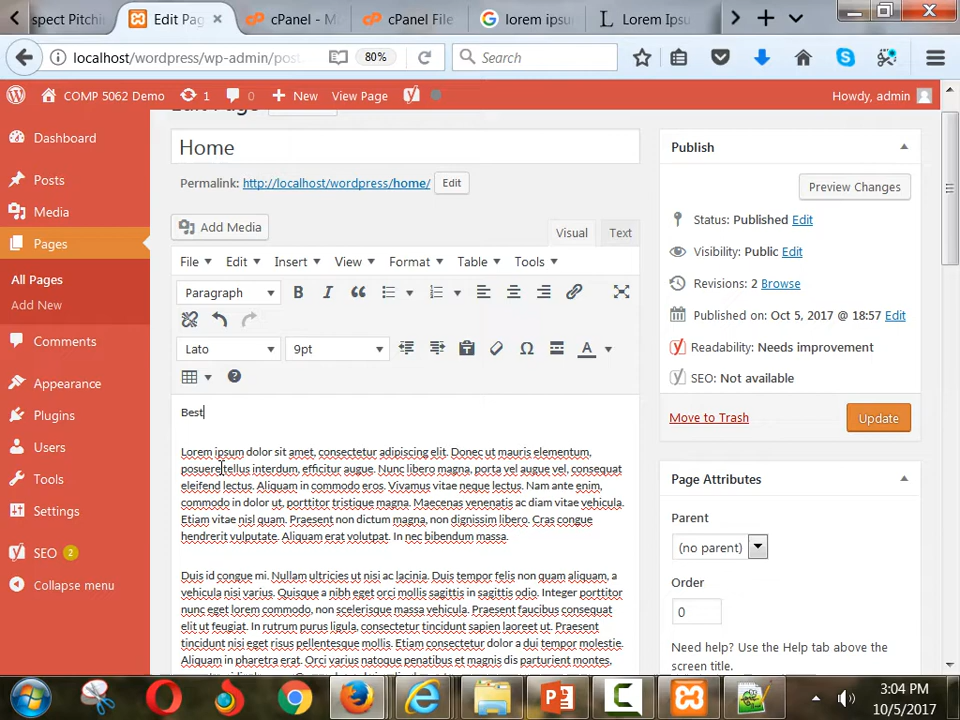 spect Pitchin
Edit Pag
cPanel - M
cPanel File
lorem ipsu
Lorem Ipsu
localhost/wordpress/wp-admin/post.
80%
Search
COMP 5062 Demo
1
New
View Page
Howdy, admin
Edit Page
Dashboard
Posts
Media
Pages
All Pages
Add New
Comments
Appearance
Plugins
Users
Tools
Settings
SEO 2
Collapse menu
Home
Permalink: http://localhost/wordpress/home/ Edit
Add Media
Visual Text
File Edit Insert View Format Table Tools
Paragraph
Lato 9pt
Best
Lorem ipsum dolor sit amet, consectetur adipiscing elit. Donec ut mauris elementum,
posuere tellus interdum, efficitur augue. Nunc libero magna, porta vel augue vel, consequat
eleifend lectus. Aliquam in commodo eros. Vivamus vitae neque lectus. Nam ante enim,
commodo in dolor ut, porttitor tristique magna. Maecenas venenatis ac diam vitae vehicula.
Etiam vitae nisl quam. Praesent non dictum magna, non dignissim libero. Cras congue
hendrerit vulputate. Aliquam erat volutpat. In nec bibendum massa.
Duis id congue mi. Nullam ultricies ut nisi ac lacinia. Duis tempor felis non quam aliquam, a
vehicula nisi varius. Quisque a nibh eget orci mollis sagittis in sagittis odio. Integer porttitor
nunc eget lorem commodo, non scelerisque massa vehicula. Praesent faucibus consequat
elit ut feugiat. In rutrum purus ligula, consectetur tincidunt sapien laoreet ut. Praesent
tincidunt nisi eget risus pellentesque mollis. Etiam consectetur dolor a dui tempor molestie.
Aliquam in pharetra erat. Orci varius natoque penatibus et magnis dis parturient montes,
Publish
Preview Changes
Status: Published Edit
Visibility: Public Edit
Revisions: 2 Browse
Published on: Oct 5, 2017 @ 18:57 Edit
Readability: Needs improvement
SEO: Not available
Move to Trash
Update
Page Attributes
Parent
(no parent)
Order
0
Need help? Use the Help tab above the
screen title.
3:04 PM
10/5/2017